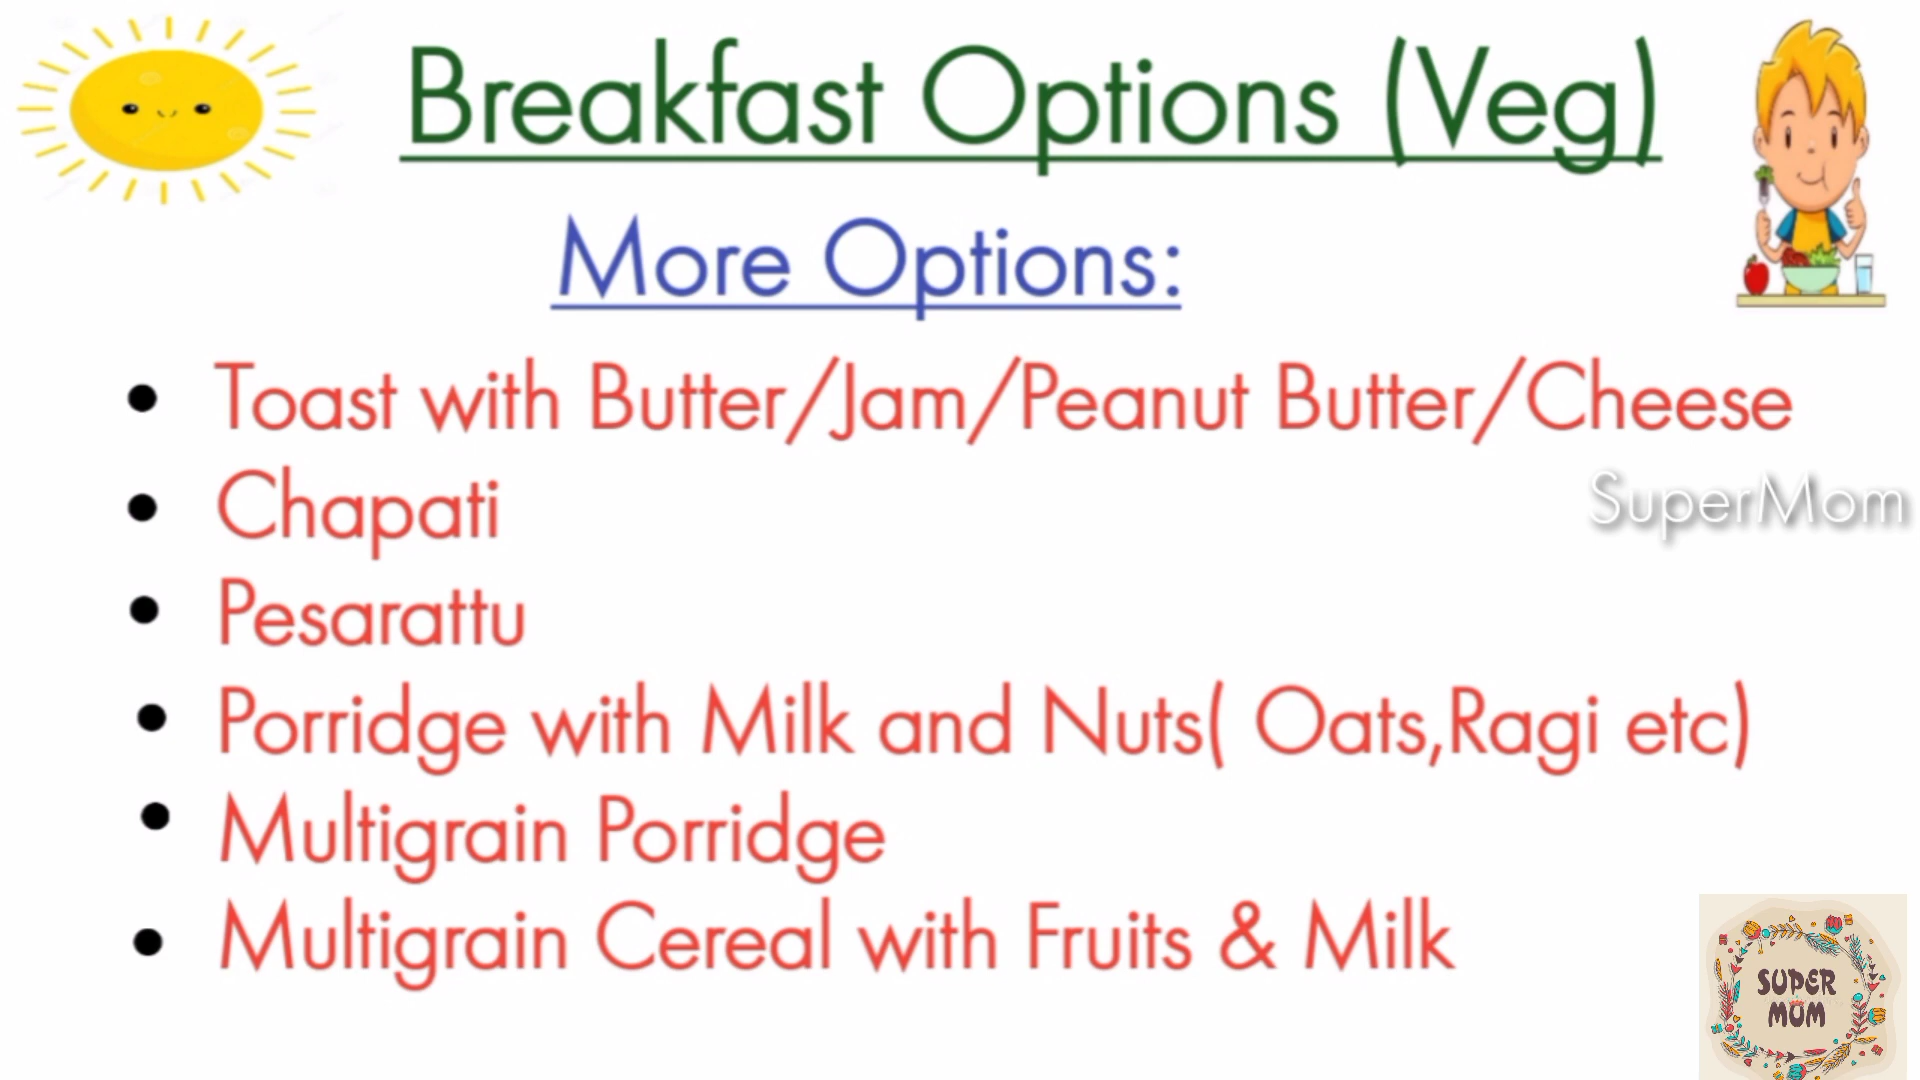 Breakfast Options (Veg)
More Options:
• Toast with Butter/Jam/Peanut Butter/Cheese
• Chapati
SuperMom
• Pesarattu
• Porridge with Milk and Nuts( Oats,Ragi etc)
• Multigrain Porridge
• Multigrain Cereal with Fruits & Milk
SUPER
MOM